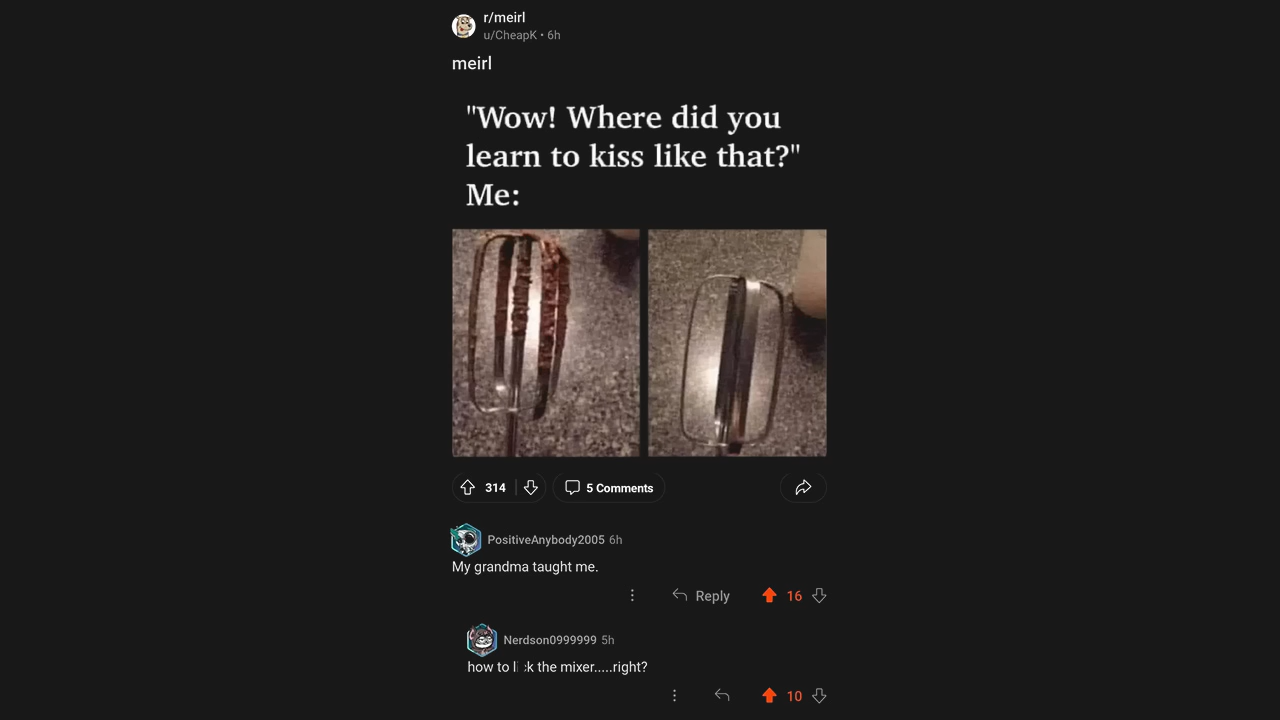 r/meirl
u/CheapK • 6h
meirl
"Wow! Where did you
learn to kiss like that?"
Me:
314
5 Comments
PositiveAnybody2005 6h
My grandma taught me.
Reply
16
Nerdson0999999 5h
how to the mixer.....right?
10